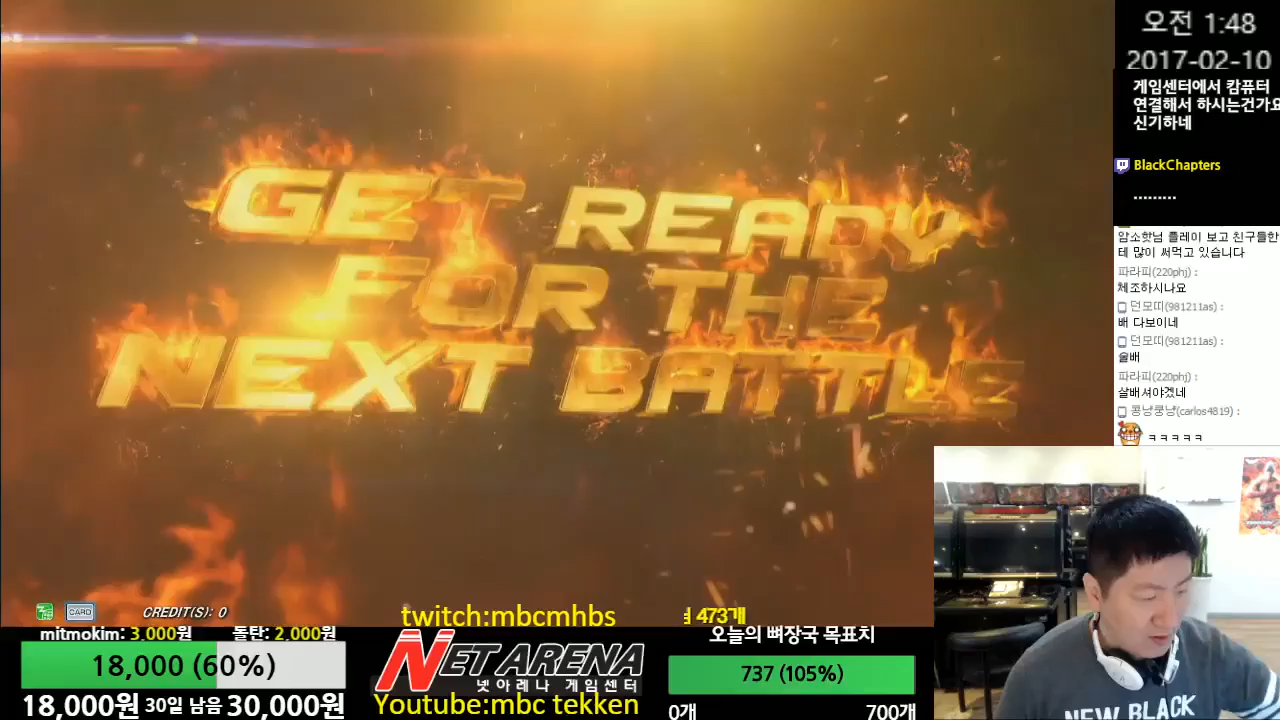 GET READY
FOR THE
NEXT BATTLE
CARD
CREDIT(S): 0
mitmokim: 3,000원 돌탄: 2,000원
18,000 (60%)
18,000원 30일 남음 30,000원
twitch:mbcmhbs
NET ARENA
넷아레나 게임센터
Youtube:mbc tekken
473개
오늘의 뼈장국 목표치
737 (105%)
0개 700개
오전 1:48
2017-02-10
게임센터에서 캄퓨터
연결해서 하시는건가요
신기하네
BlackChapters
.........
암소핫님 플레이 보고 친구들한
테 많이 써먹고 있습니다
파라피(220phj) :
체조하시나요
던모띠(981211as) :
배 다보이네
던모띠(981211as) :
울배
파라피(220phj) :
살배셔야겠네
콩냥쿵냥(carlos4819) :
ㅋㅋㅋㅋㅋ
NEW BLACK